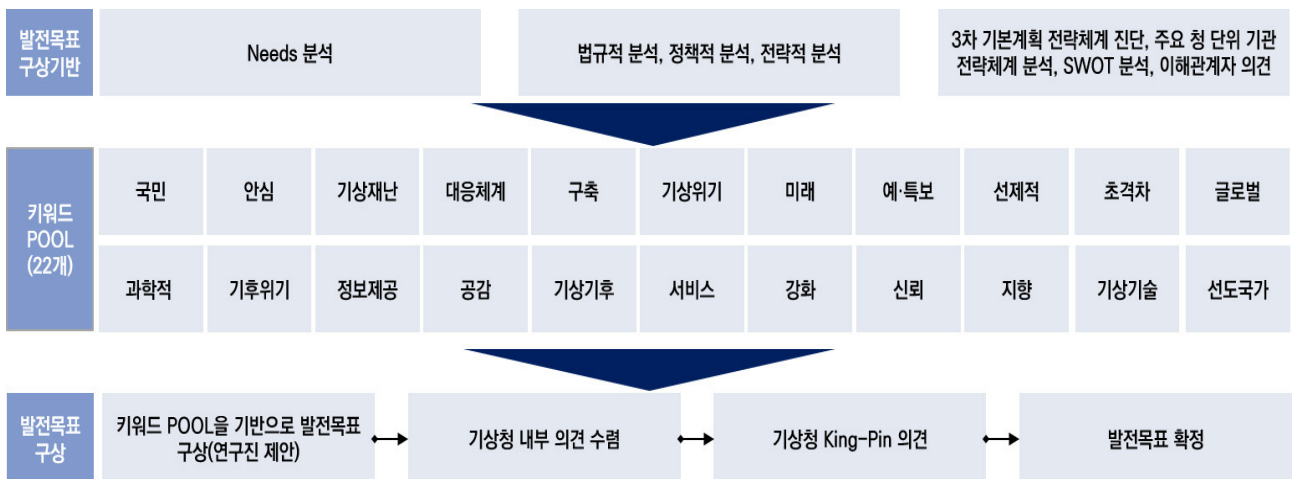 발전목표
구상기반
Needs 분석
법규적 분석, 정책적 분석, 전략적 분석
3차 기본계획 전략체계 진단, 주요 청 단위 기관
전략체계 분석, SWOT 분석, 이해관계자 의견
키워드
POOL
(22개)
국민
안심
기상재난
대응체계
구축
기상위기
미래
예·특보
선제적
초격차
글로벌
과학적
기후위기
정보제공
공감
기상기후
서비스
강화
신뢰
지향
기상기술
선도국가
발전목표
구상
키워드 POOL을 기반으로 발전목표
구상(연구진 제안)
기상청 내부 의견 수렴
기상청 King-Pin 의견
발전목표 확정